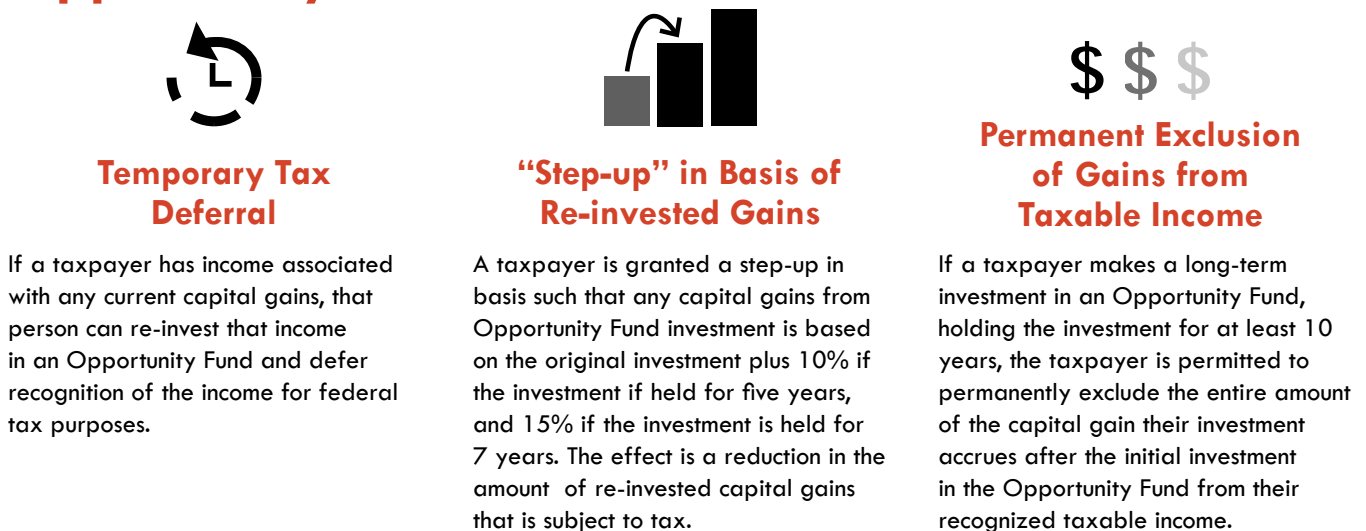 $ $ $
Temporary Tax
Deferral
If a taxpayer has income associated
with any current capital gains, that
person can re-invest that income
in an Opportunity Fund and defer
recognition of the income for federal
tax purposes.
“Step-up” in Basis of
Re-invested Gains
A taxpayer is granted a step-up in
basis such that any capital gains from
Opportunity Fund investment is based
on the original investment plus 10% if
the investment if held for five years,
and 15% if the investment is held for
7 years. The effect is a reduction in the
amount of re-invested capital gains
that is subject to tax.
Permanent Exclusion
of Gains from
Taxable Income
If a taxpayer makes a long-term
investment in an Opportunity Fund,
holding the investment for at least 10
years, the taxpayer is permitted to
permanently exclude the entire amount
of the capital gain their investment
accrues after the initial investment
in the Opportunity Fund from their
recognized taxable income.